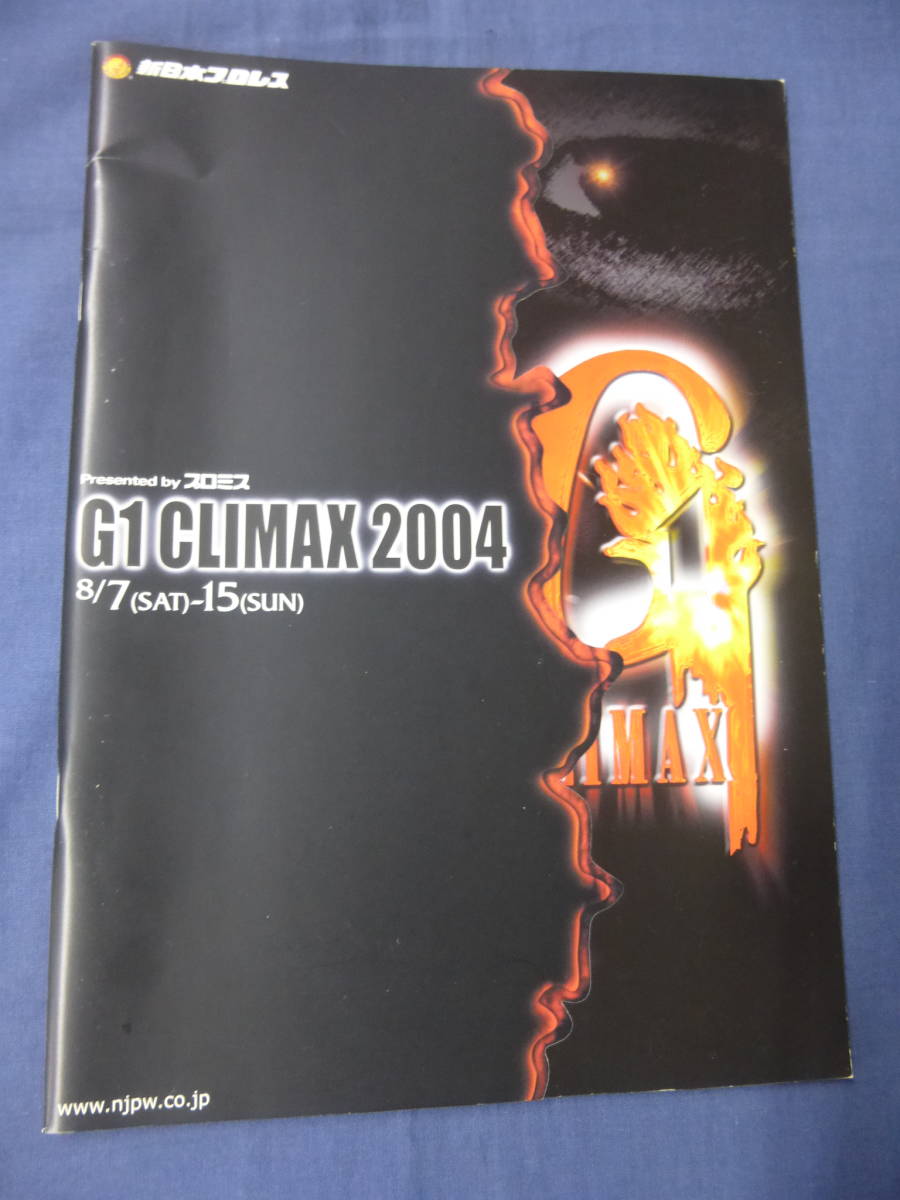 新日本プロレス
Presented by プロミス
G1 CLIMAX 2004
8/7(SAT)-15(SUN)
G1
IMAX
www.njpw.co.jp